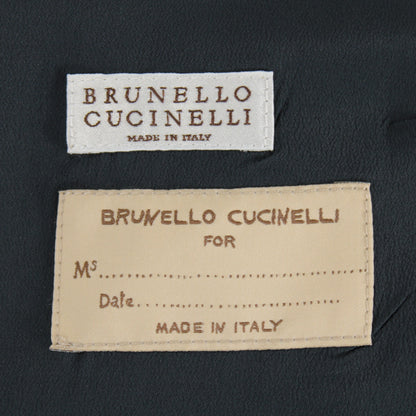 BRUNELLO
CUCINELLI
MADE IN ITALY
BRUNELLO CUCINELLI
FOR
Ms.............................................
Date.......................................
MADE IN ITALY